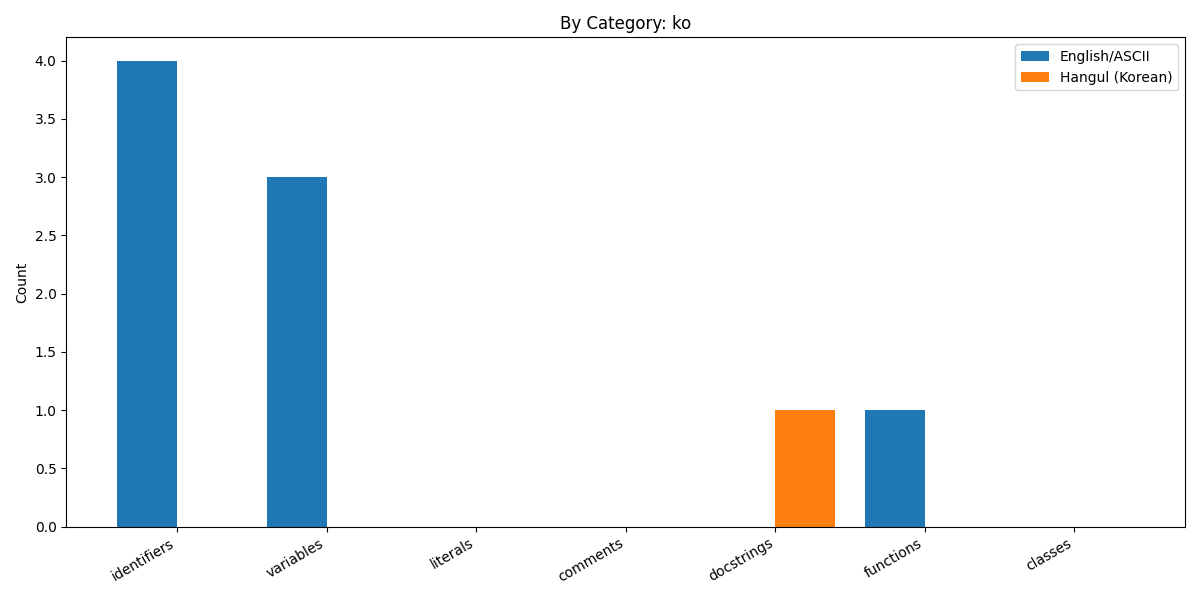 By Category: ko
English/ASCII
Hangul (Korean)
Count
4.0
3.5
3.0
2.5
2.0
1.5
1.0
0.5
0.0
identifiers
variables
literals
comments
docstrings
functions
classes